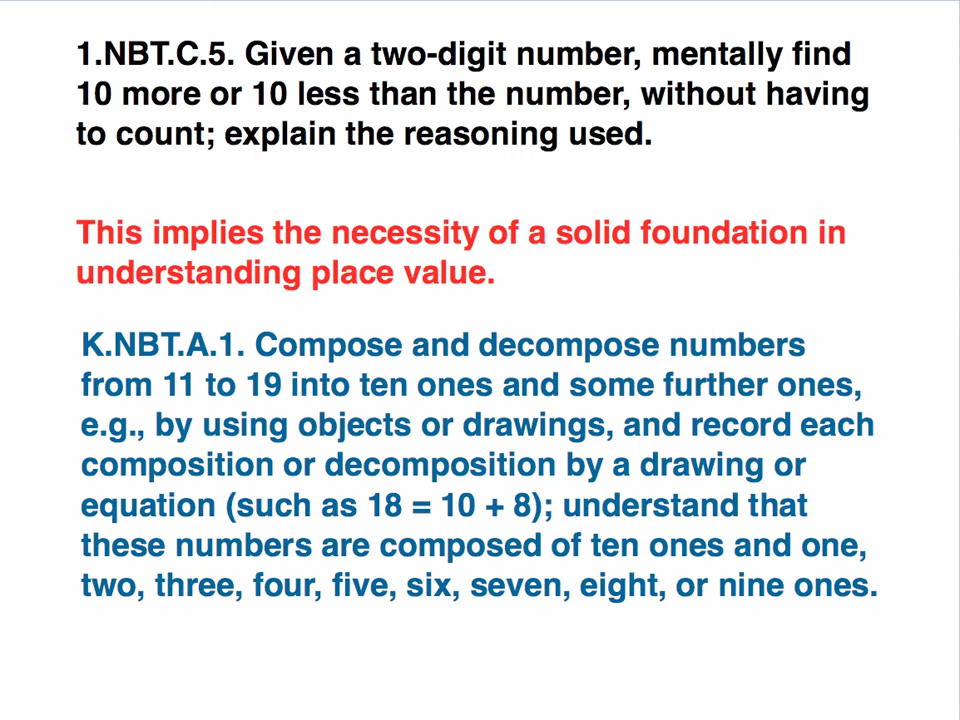 1.NBT.C.5. Given a two-digit number, mentally find
10 more or 10 less than the number, without having
to count; explain the reasoning used.
This implies the necessity of a solid foundation in
understanding place value.
K.NBT.A.1. Compose and decompose numbers
from 11 to 19 into ten ones and some further ones,
e.g., by using objects or drawings, and record each
composition or decomposition by a drawing or
equation (such as 18 = 10 + 8); understand that
these numbers are composed of ten ones and one,
two, three, four, five, six, seven, eight, or nine ones.